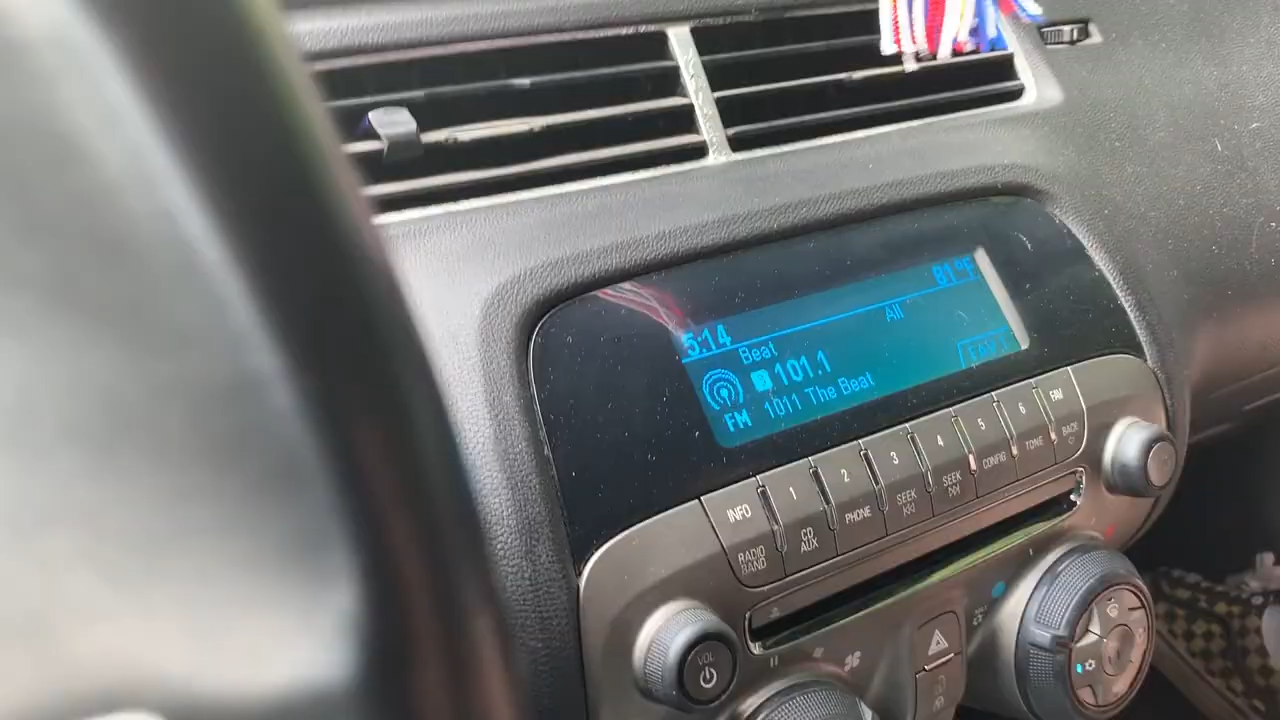 81°F
5:14
All
Beat
101.1
FAV1
FM
1011 The Beat
INFO
RADIO
BAND
1
CD
AUX
2
PHONE
3
SEEK
4
SEEK
5
CONFIG
6
TONE
FAV
BACK
VOL